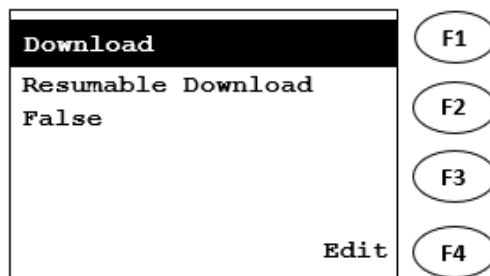 Download
F1
Resumable Download
False
F2
F3
Edit
F4